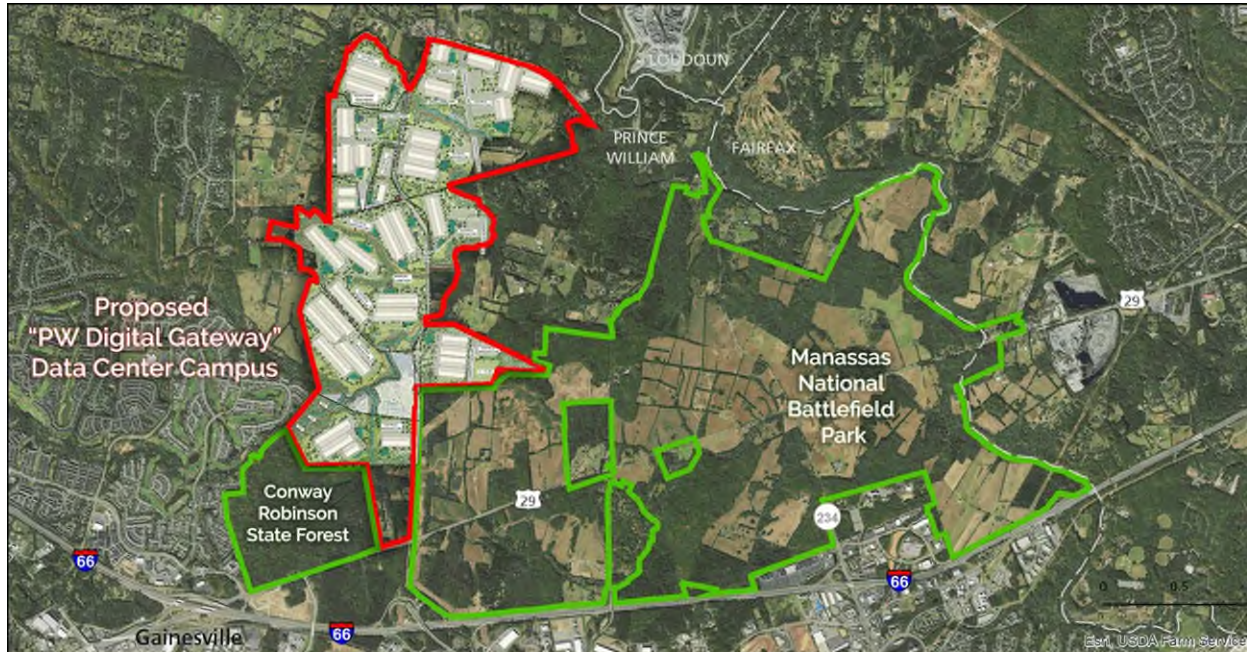 LOUDOUN
PRINCE
WILLIAM
FAIRFAX
29
Proposed
"PW Digital Gateway"
Data Center Campus
Manassas
National
Battlefield
Park
Conway
Robinson
State Forest
29
234
66
66
66
Gainesville
0 0.5
Esri, USDA Farm Service